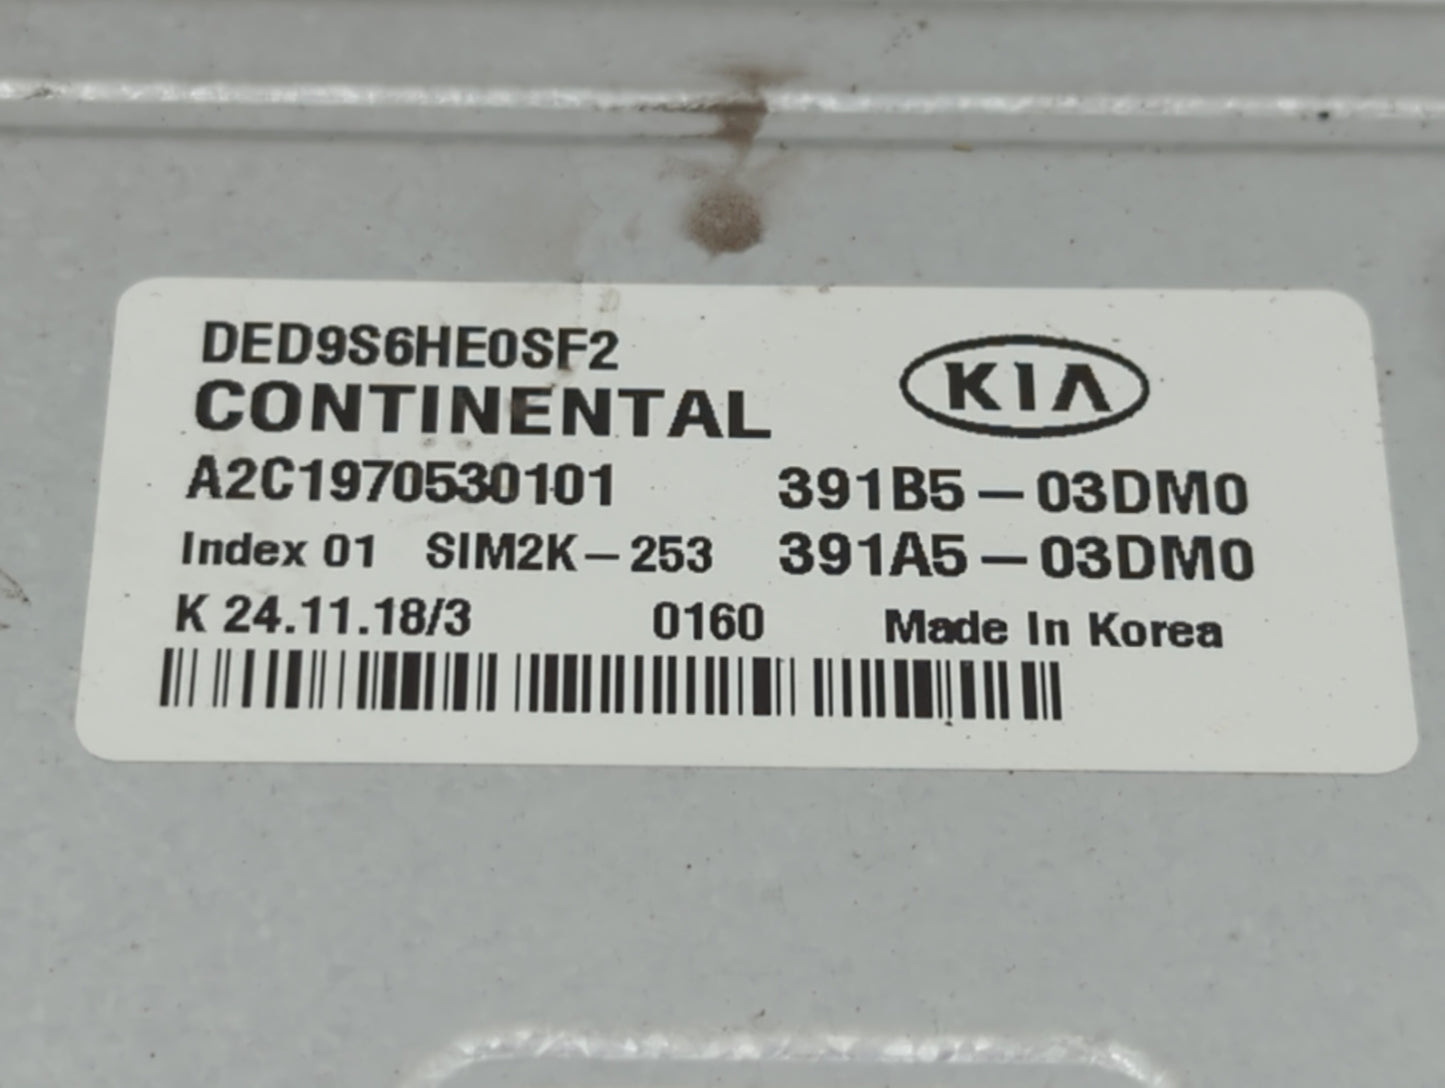 DED9S6HE0SF2
CONTINENTAL
KIA
A2C1970530101 391B5-03DM0
Index 01 SIM2K-253 391A5-03DM0
K 24.11.18/3 0160 Made In Korea